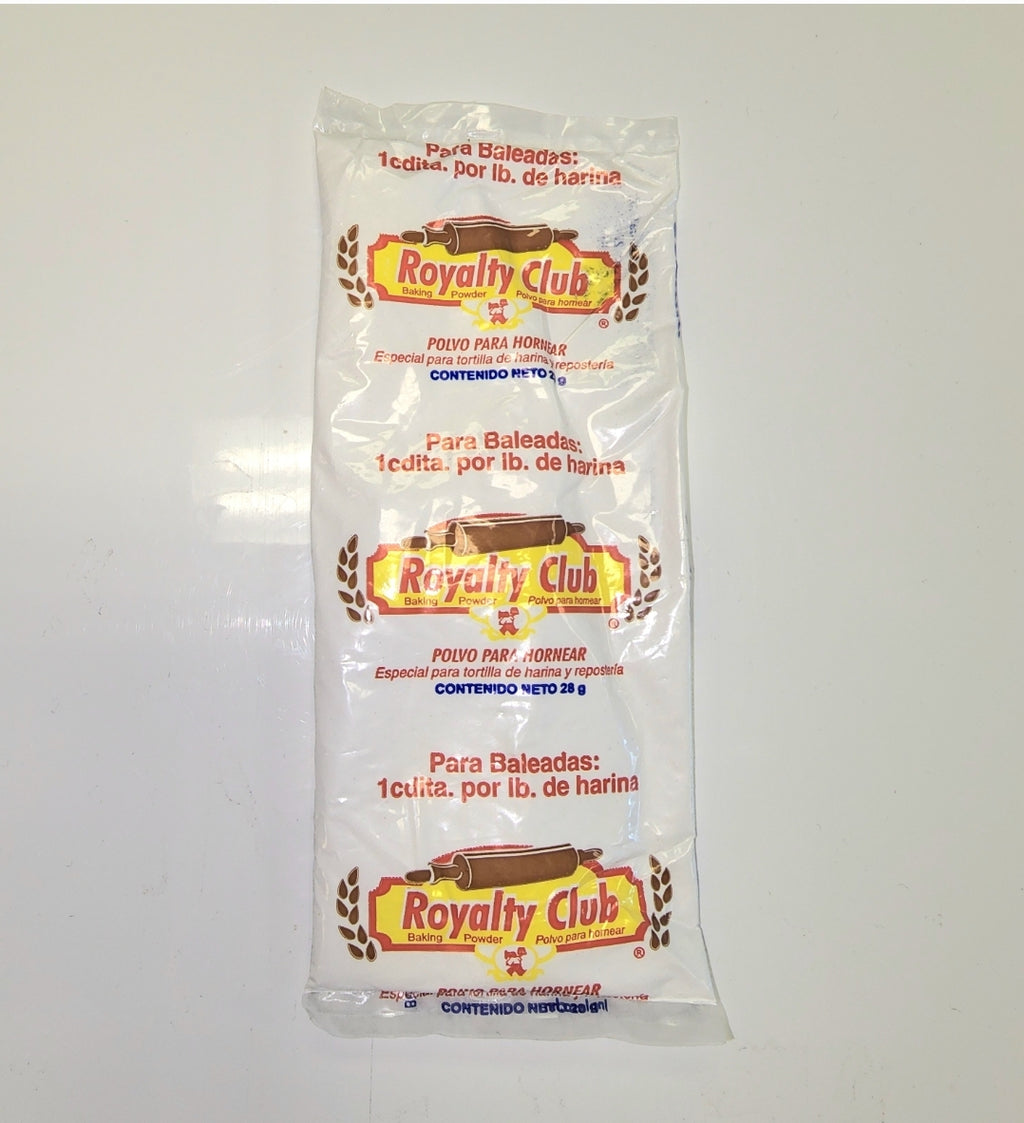 Para Baleadas:
1cdita. por lb. de harina
Royalty Club
Baking Powder Polvo para hornear
®
POLVO PARA HORNEAR
Especial para tortilla de harina y repostería
CONTENIDO NETO g
Para Baleadas:
1cdita. por lb. de harina
Royalty Club
Baking Powder Polvo para hornear
®
POLVO PARA HORNEAR
Especial para tortilla de harina y repostería
CONTENIDO NETO 28 g
Para Baleadas:
1cdita. por lb. de harina
Royalty Club
Baking Powder Polvo para hornear
®
POLVO PARA HORNEAR
CONTENIDO